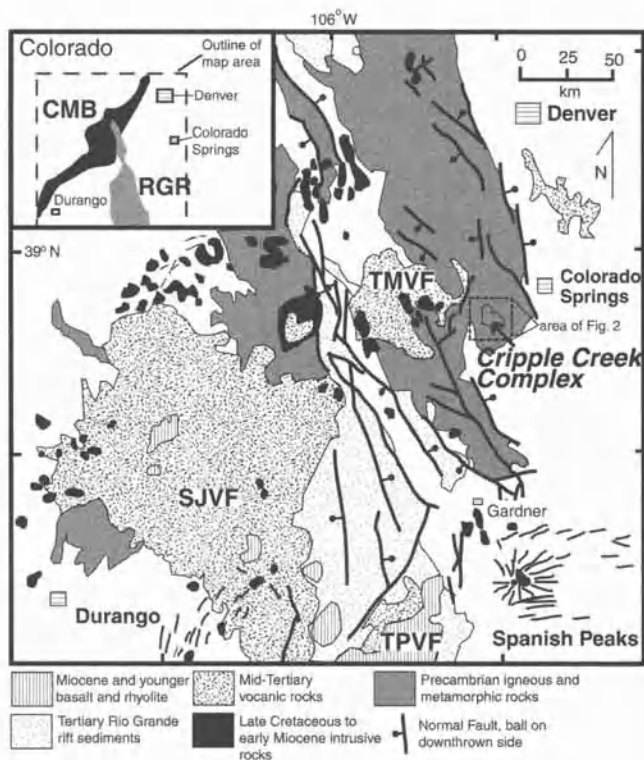 106°W
Colorado
Outline of
map area
CMB
Denver
Colorado
Springs
RGR
Durango
0 25 50
km
Denver
N
39° N
TMVF
Colorado
Springs
area of Fig. 2
Cripple Creek
Complex
SJVF
Gardner
Durango
TPVF
Spanish Peaks
Miocene and younger
basalt and rhyolite
Mid-Tertiary
vocanic rocks
Precambrian igneous and
metamorphic rocks
Tertiary Rio Grande
rift sediments
Late Cretaceous to
early Miocene intrusive
rocks
Normal Fault, ball on
downthrown side